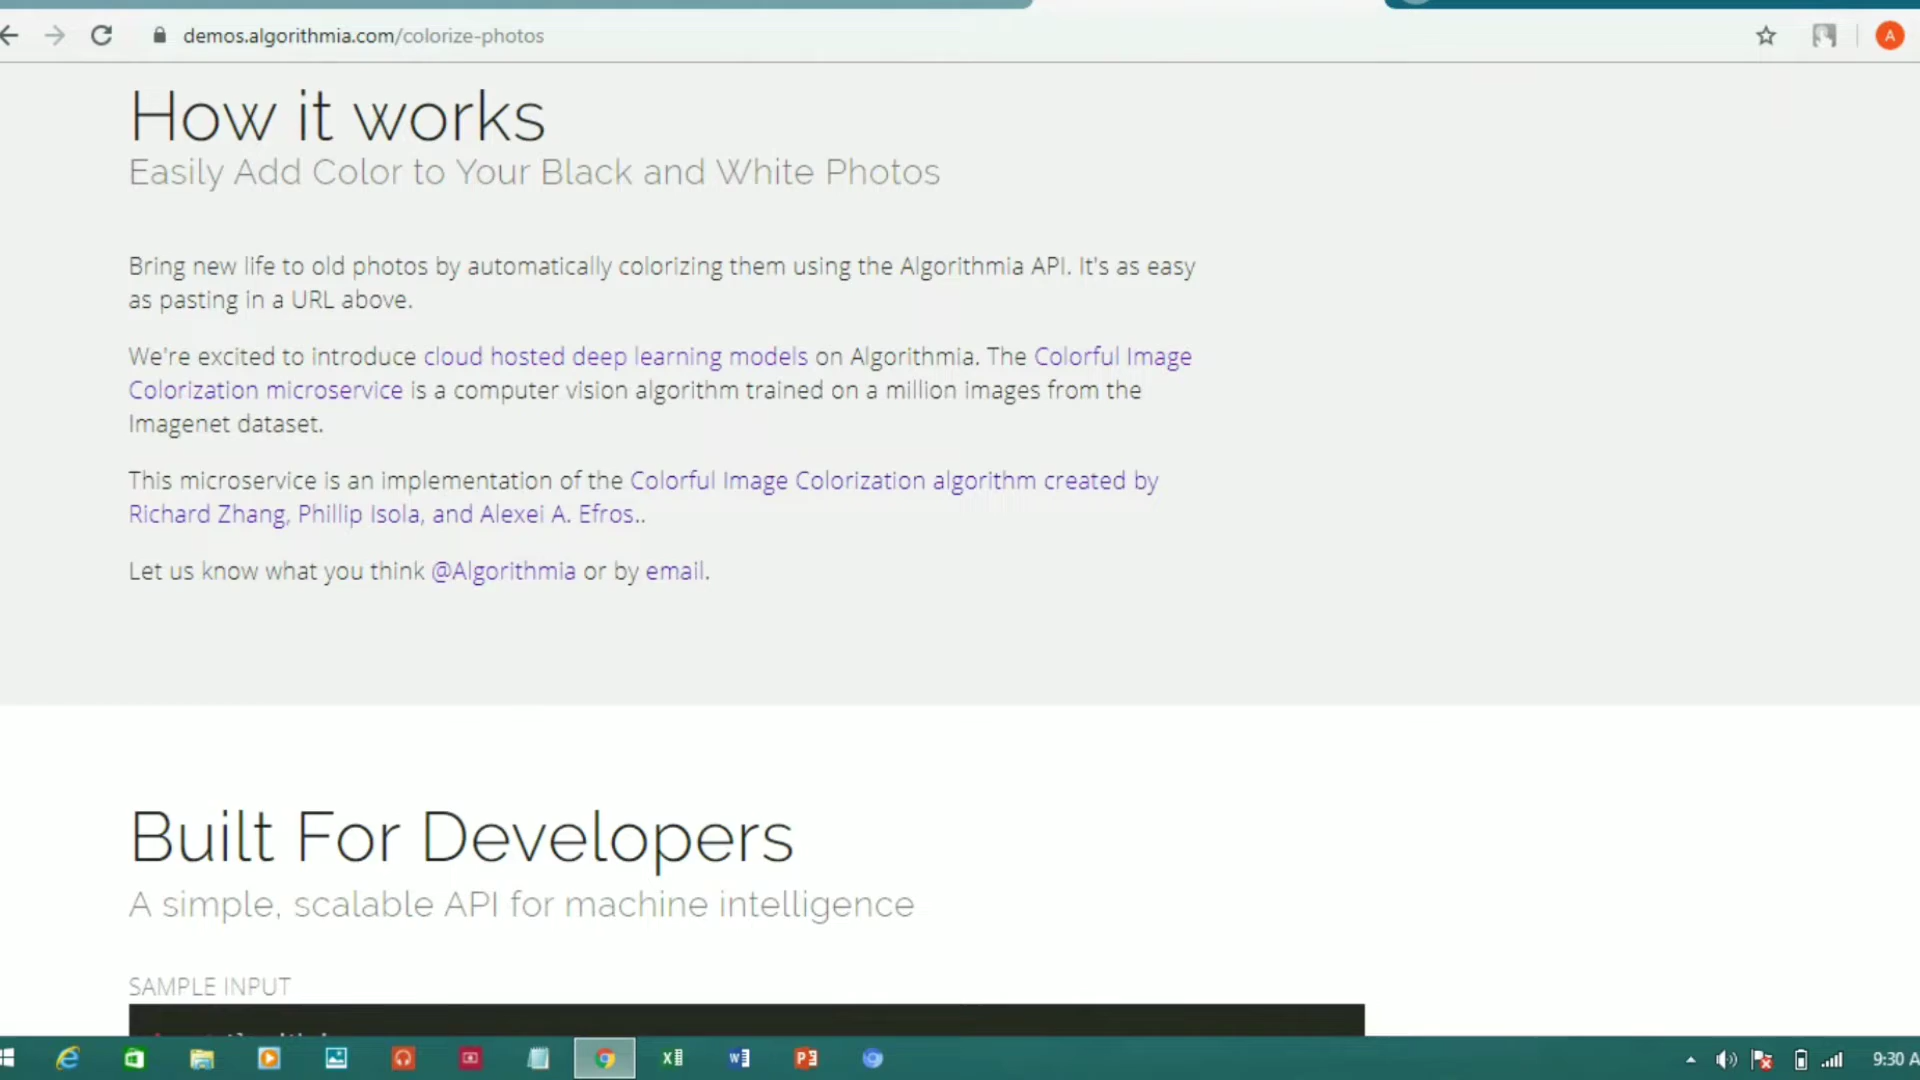 demos.algorithmia.com/colorize-photos
A
How it works
Easily Add Color to Your Black and White Photos
Bring new life to old photos by automatically colorizing them using the Algorithmia API. It's as easy
as pasting in a URL above.
We're excited to introduce cloud hosted deep learning models on Algorithmia. The Colorful Image
Colorization microservice is a computer vision algorithm trained on a million images from the
Imagenet dataset.
This microservice is an implementation of the Colorful Image Colorization algorithm created by
Richard Zhang, Phillip Isola, and Alexei A. Efros..
Let us know what you think @Algorithmia or by email.
Built For Developers
A simple, scalable API for machine intelligence
SAMPLE INPUT
9:30 A